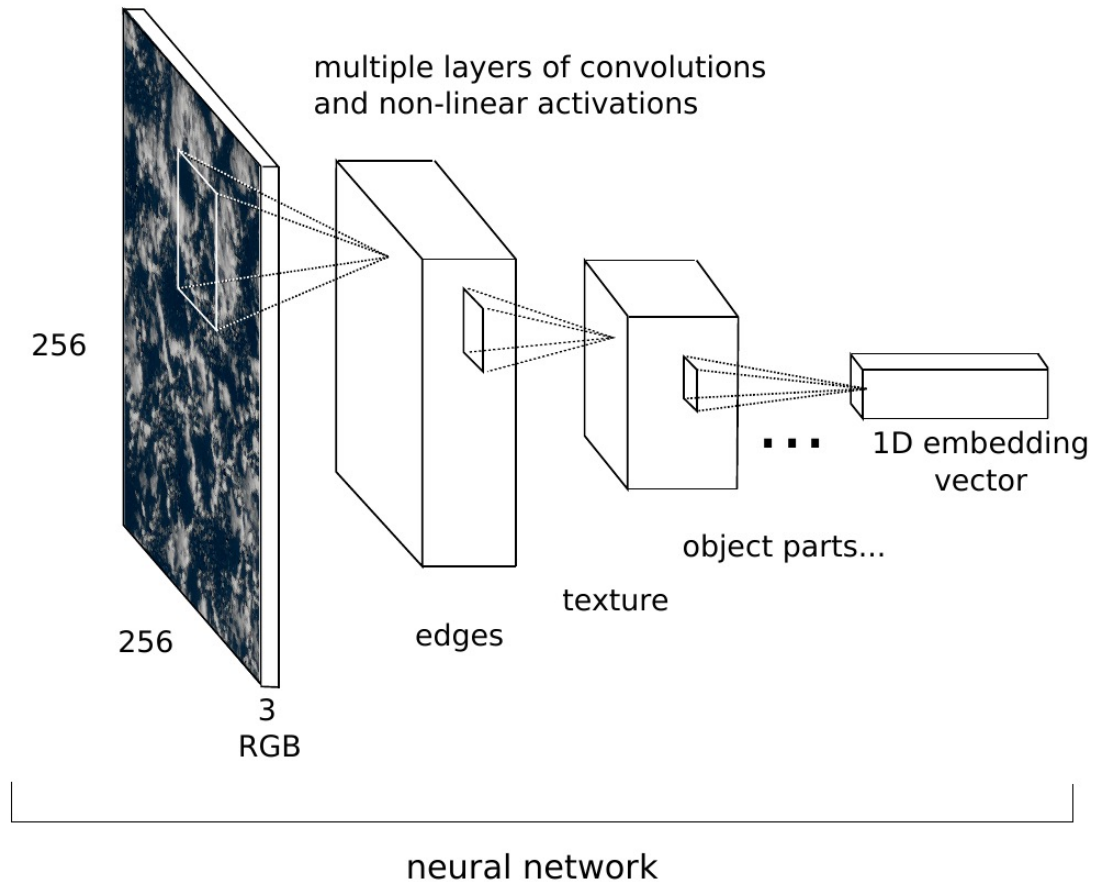 multiple layers of convolutions
and non-linear activations
256
1D embedding
vector
object parts...
texture
edges
256
3
RGB
neural network